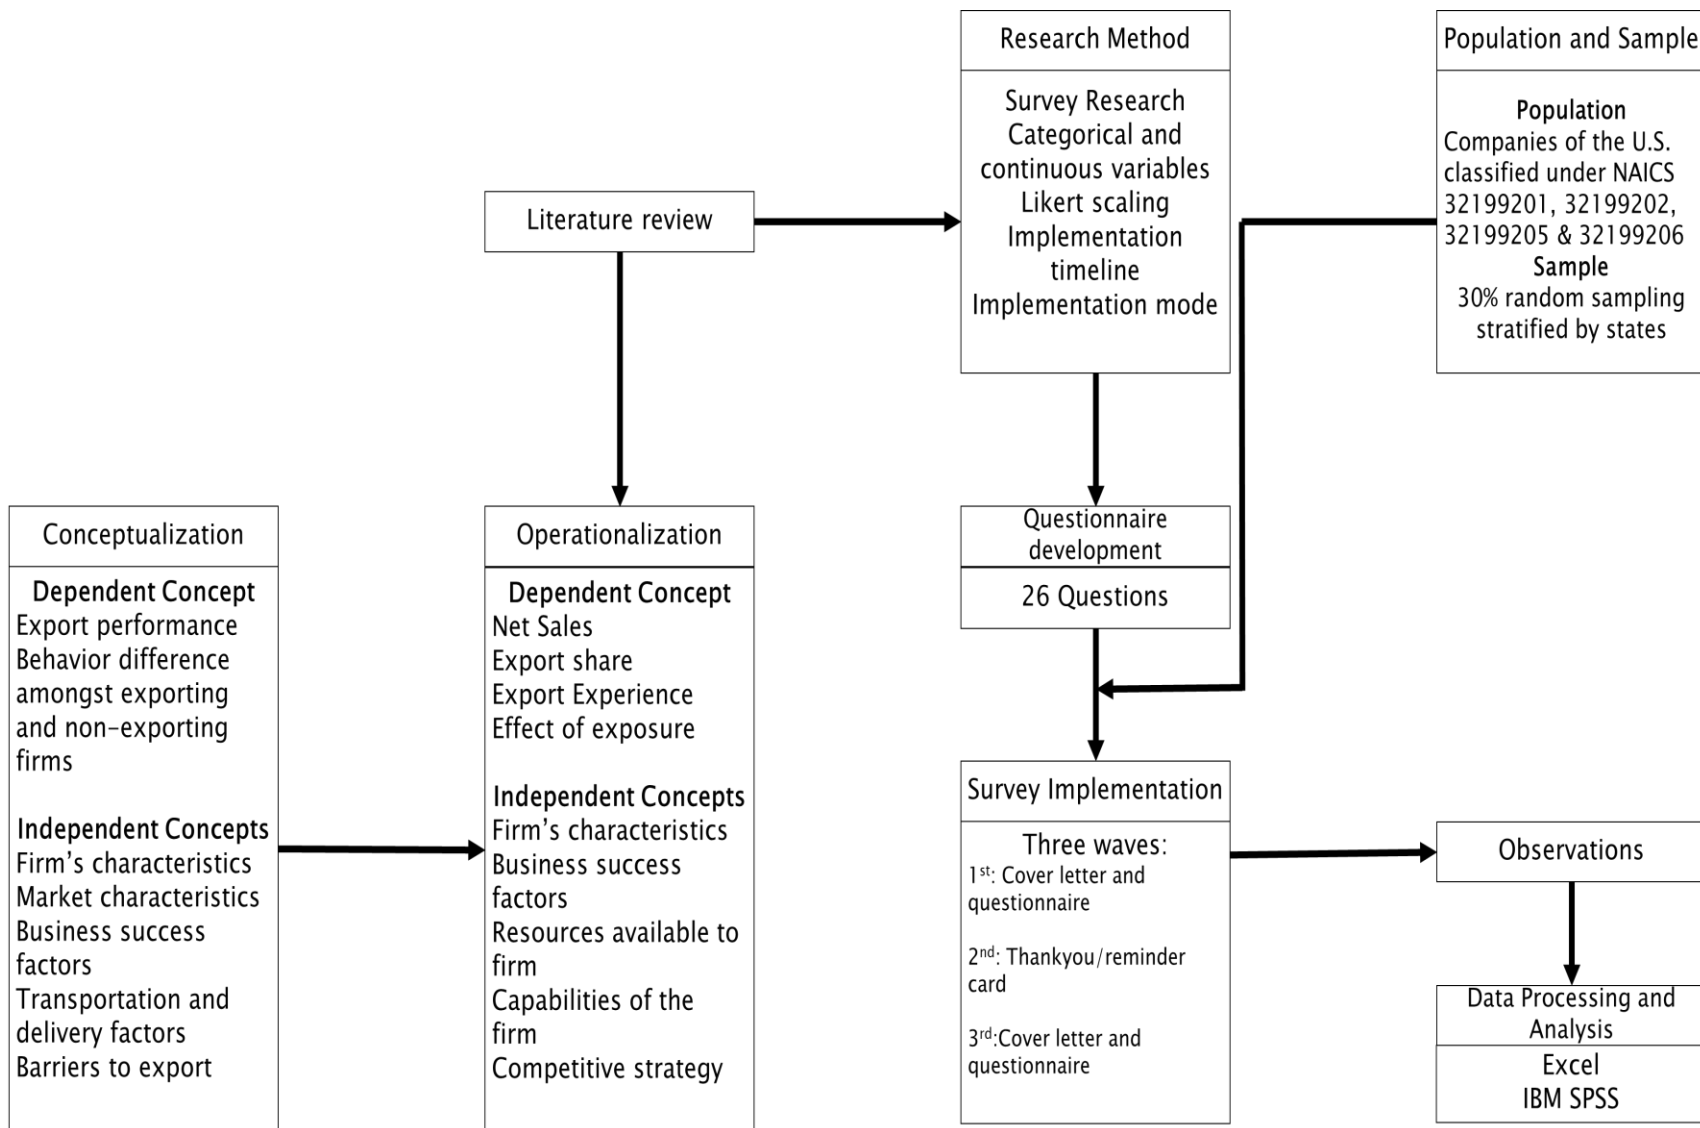 Research Method
Survey Research
Categorical and
continuous variables
Likert scaling
Implementation
timeline
Implementation mode
Population and Sample
Population
Companies of the U.S.
classified under NAICS
32199201, 32199202,
32199205 & 32199206
Sample
30% random sampling
stratified by states
Literature review
Conceptualization
Dependent Concept
Export performance
Behavior difference
amongst exporting
and non-exporting
firms
Independent Concepts
Firm's characteristics
Market characteristics
Business success
factors
Transportation and
delivery factors
Barriers to export
Operationalization
Dependent Concept
Net Sales
Export share
Export Experience
Effect of exposure
Independent Concepts
Firm's characteristics
Business success
factors
Resources available to
firm
Capabilities of the
firm
Competitive strategy
Questionnaire
development
26 Questions
Survey Implementation
Three waves:
1st: Cover letter and
questionnaire
2nd: Thankyou/reminder
card
3rd:Cover letter and
questionnaire
Observations
Data Processing and
Analysis
Excel
IBM SPSS